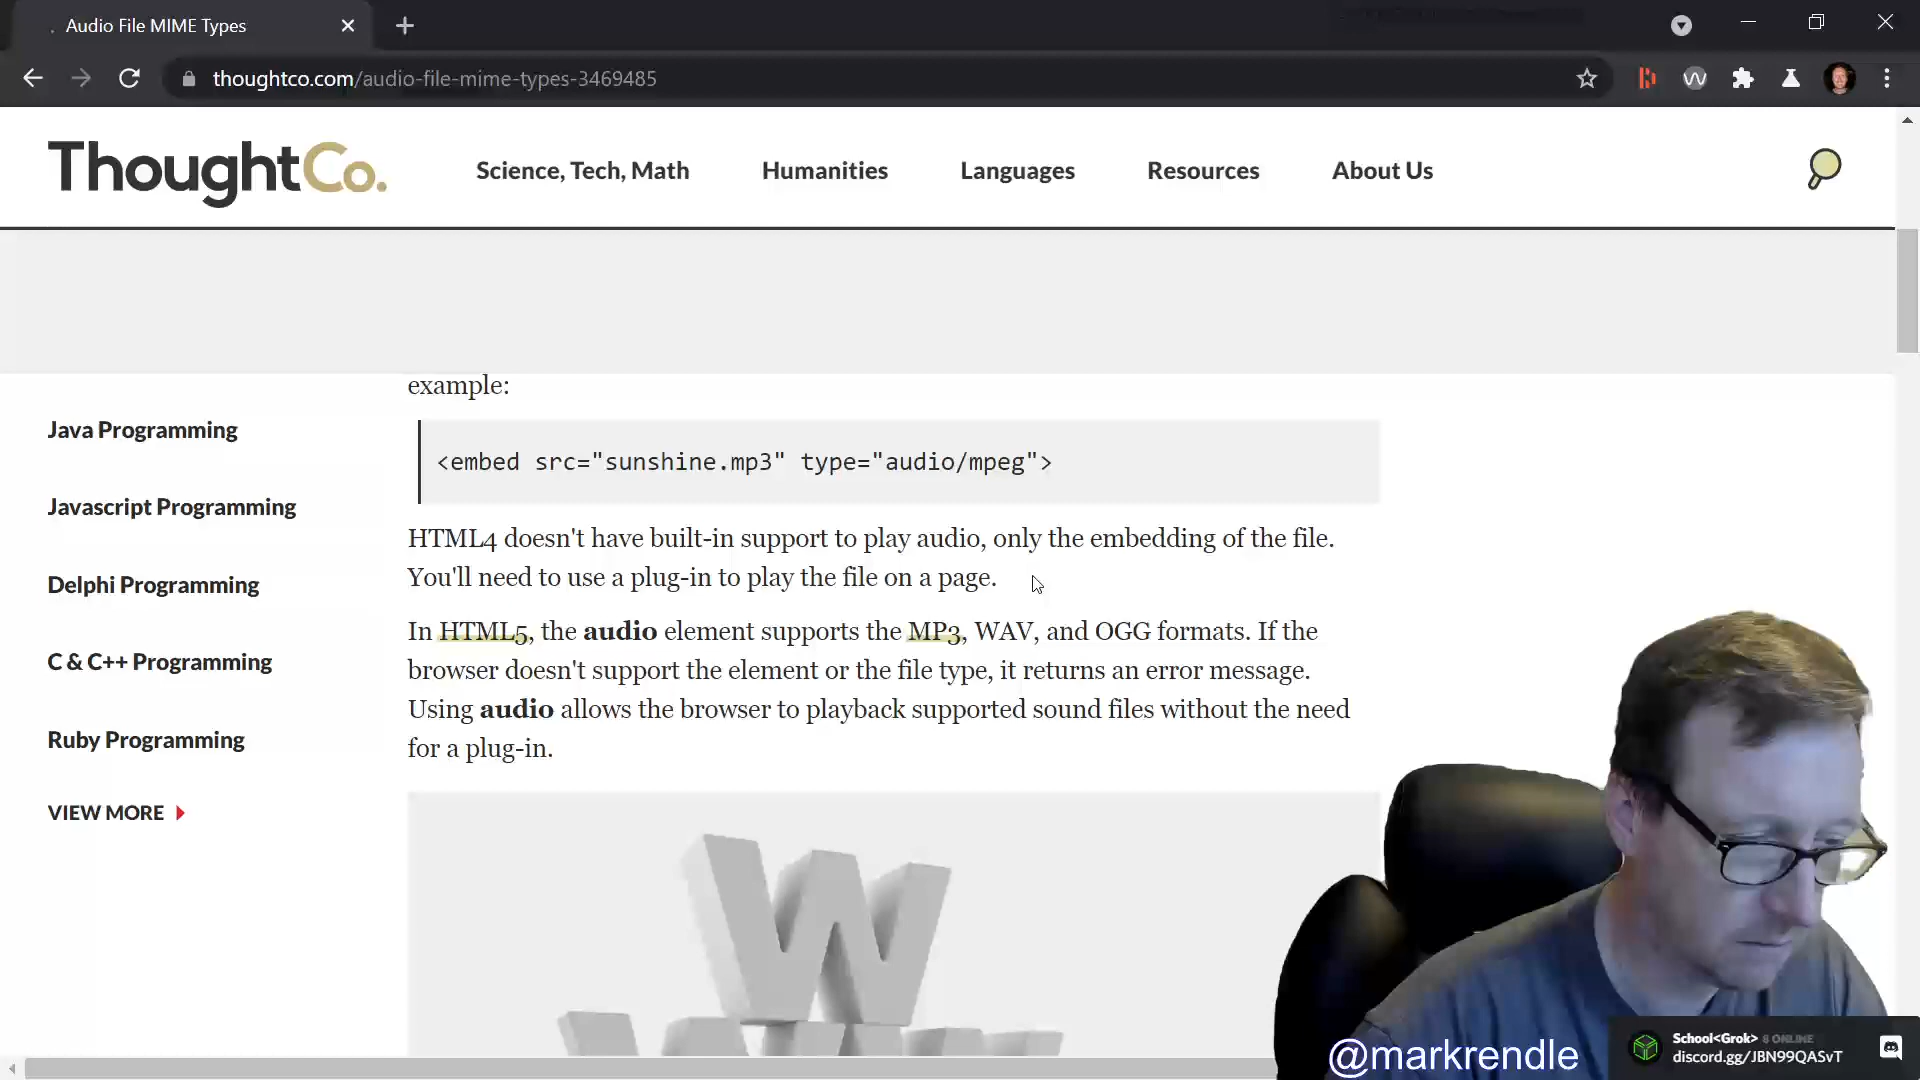 Audio File MIME Types
thoughtco.com/audio-file-mime-types-3469485
ThoughtCo.
Science, Tech, Math
Humanities
Languages
Resources
About Us
example:
<embed src="sunshine.mp3" type="audio/mpeg">
Java Programming
Javascript Programming
Delphi Programming
C & C++ Programming
Ruby Programming
VIEW MORE
HTML4 doesn't have built-in support to play audio, only the embedding of the file.
You'll need to use a plug-in to play the file on a page.
In HTML5, the audio element supports the MP3, WAV, and OGG formats. If the
browser doesn't support the element or the file type, it returns an error message.
Using audio allows the browser to playback supported sound files without the need
for a plug-in.
W
@markrendle
School<Grok> 8 ONLINE
discord.gg/JBN99QASvT